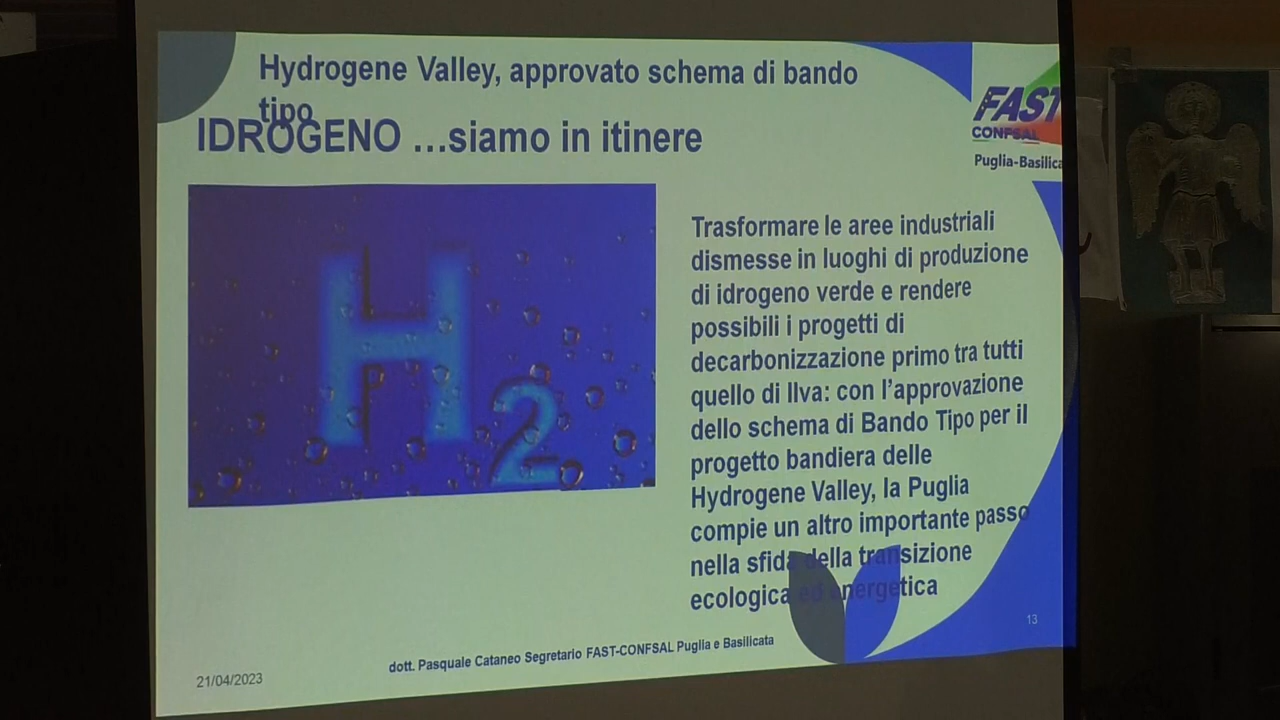 Hydrogene Valley, approvato schema di bando
tipo
IDROGENO ...siamo in itinere
FAST
CONFSAL
Puglia-Basilica
H2
Trasformare le aree industriali
dismesse in luoghi di produzione
di idrogeno verde e rendere
possibili i progetti di
decarbonizzazione primo tra tutti
quello di Ilva: con l'approvazione
dello schema di Bando Tipo per il
progetto bandiera delle
Hydrogene Valley, la Puglia
compie un altro importante passo
nella sfida della transizione
ecologica ed energetica
13
dott. Pasquale Cataneo Segretario FAST-CONFSAL Puglia e Basilicata
21/04/2023